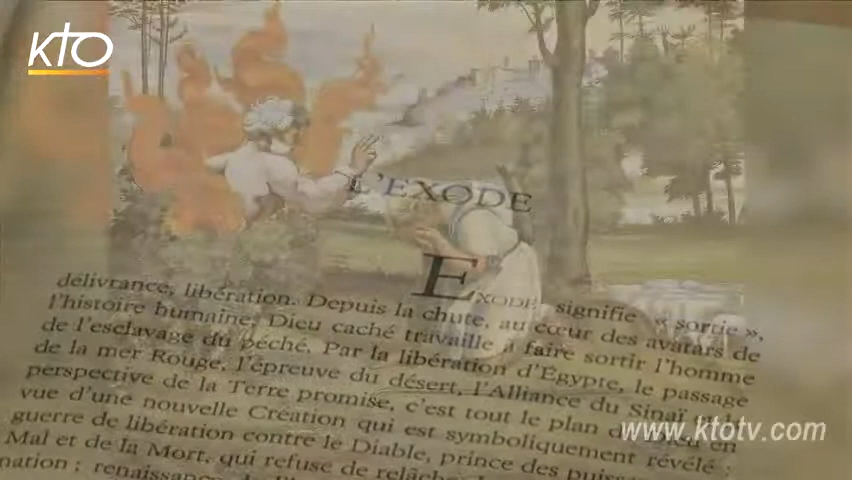 KTO
L'EXODE
EXODE signifie « sortie »,
délivrance, libération. Depuis la chute, au cœur des avatars de
l'histoire humaine, Dieu caché travaille à faire sortir l'homme
de l'esclavage du péché. Par la libération d'Égypte, le passage
de la mer Rouge, l'épreuve du désert, l'Alliance du Sinaï
perspective de la Terre promise, c'est tout le plan de Dieu en
vue d'une nouvelle Création qui est symboliquement révélé :
guerre de libération contre le Diable, prince des
Mal et de la Mort, qui refuse de
nation ; renaissance
www.ktotv.com